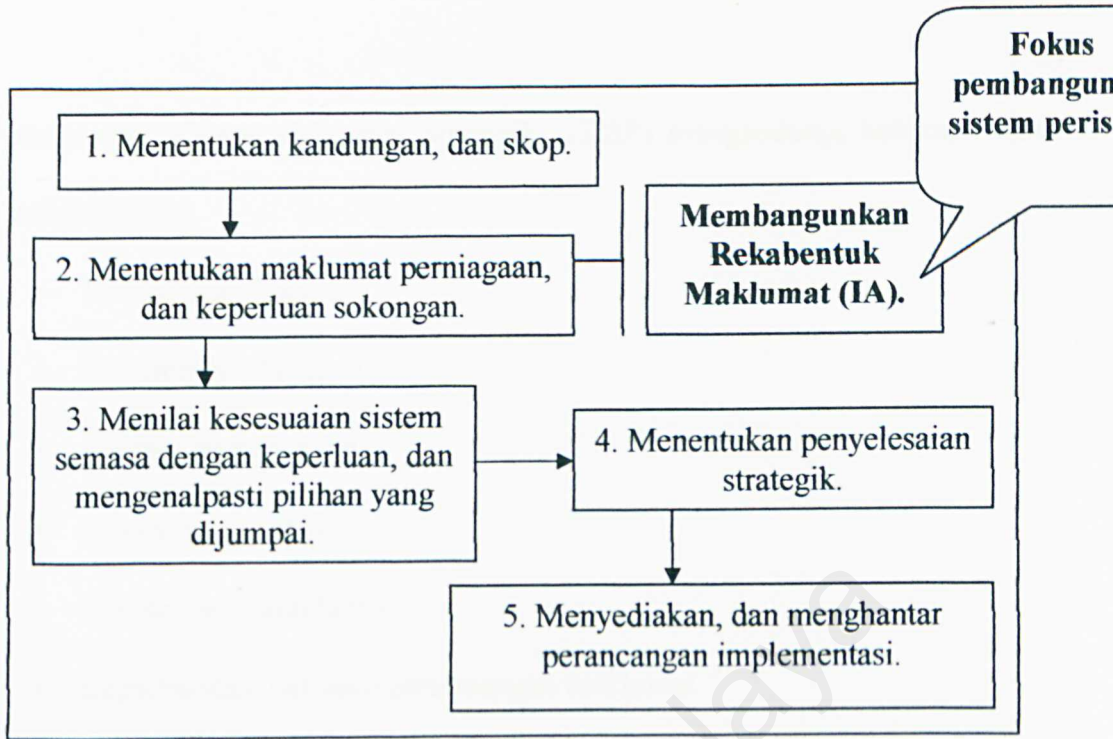 Fokus
sistem
1. Menentukan kandungan, dan skop.
Membangunkan
Rekabentuk
Maklumat (IA).
2. Menentukan maklumat perniagaan,
dan keperluan sokongan.
3. Menilai kesesuaian sistem
semasa dengan keperluan, dan
mengenalpasti pilihan yang
dijumpai.
4. Menentukan penyelesaian
strategik.
5. Menyediakan, dan menghantar
perancangan implementasi.